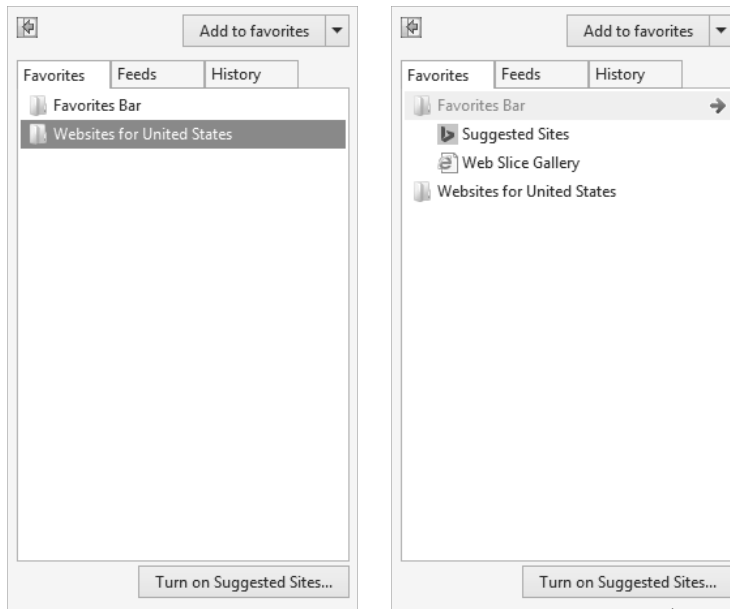 Add to favorites
Favorites Feeds History
Favorites Bar
Websites for United States
Turn on Suggested Sites...
Add to favorites
Favorites Feeds History
Favorites Bar
Suggested Sites
Web Slice Gallery
Websites for United States
Turn on Suggested Sites...